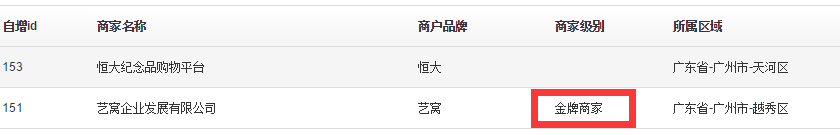 自增id 商家名称 商户品牌 商家级别 所属区域
153 恒大纪念品购物平台 恒大 广东省-广州市-天河区
151 艺窝企业发展有限公司 艺窝 金牌商家 广东省-广州市-越秀区